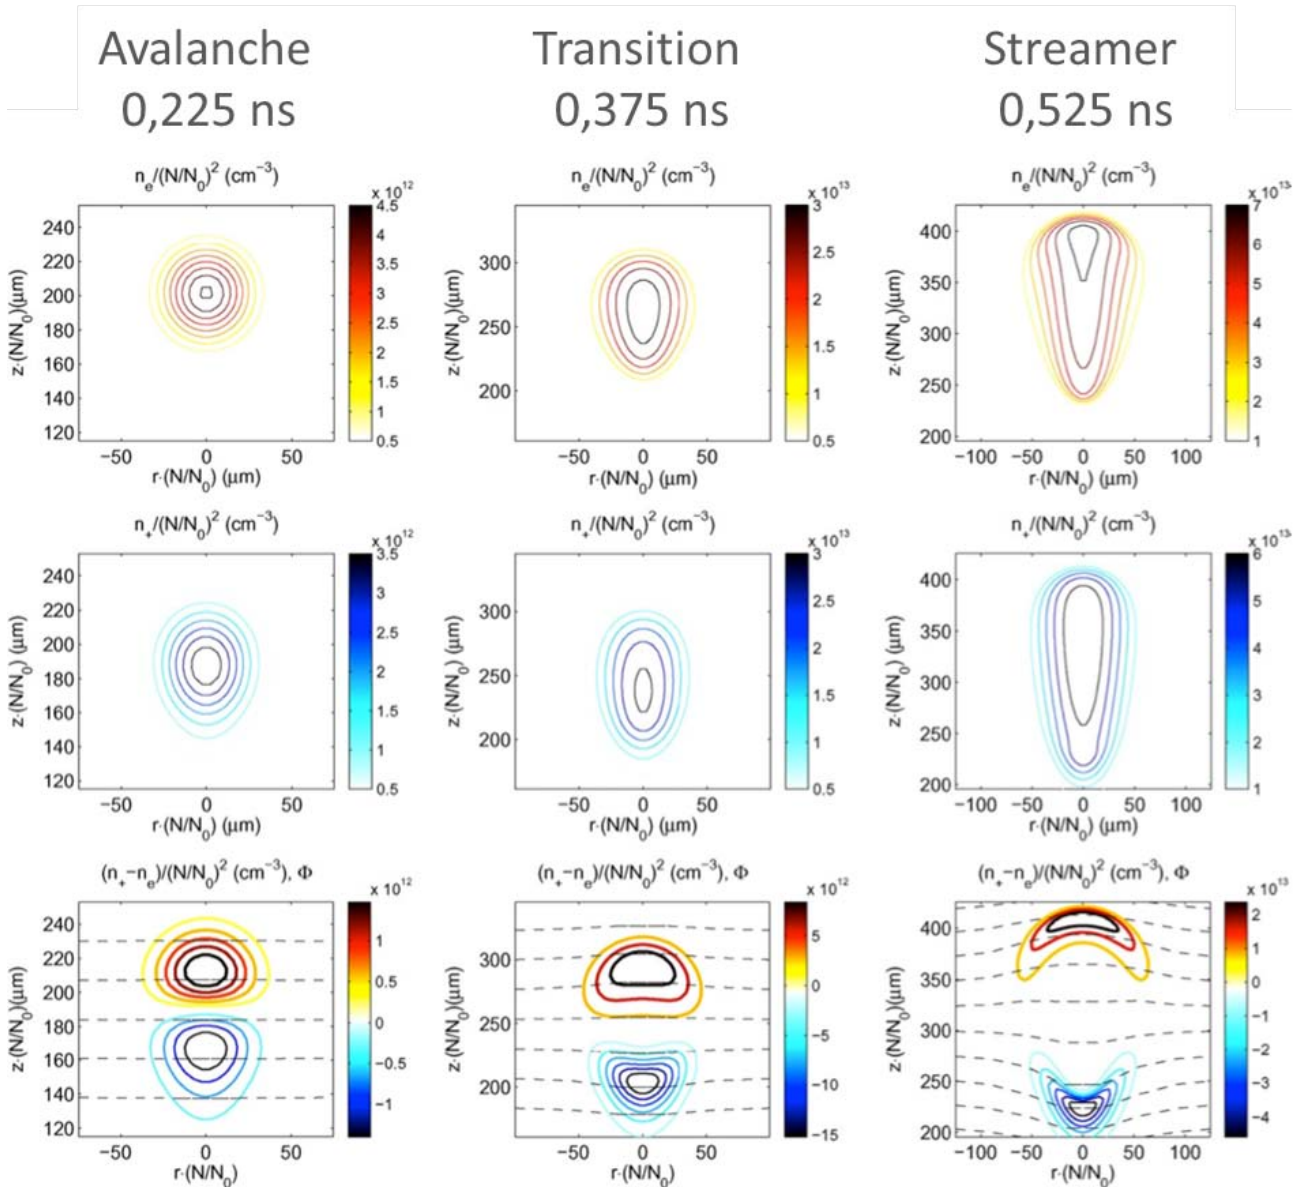 Avalanche
0,225 ns
Transition
0,375 ns
Streamer
0,525 ns
n_e/(N/N_0)^2 (cm^-3)
x 10^12
240
220
200
180
160
140
120
z·(N/N_0)(μm)
−50 0 50
r·(N/N_0) (μm)
4.5
4
3.5
3
2.5
2
1.5
1
0.5
n_e/(N/N_0)^2 (cm^-3)
x 10^13
300
250
200
z·(N/N_0)(μm)
−50 0 50
r·(N/N_0) (μm)
3
2.5
2
1.5
1
0.5
n_e/(N/N_0)^2 (cm^-3)
x 10^13
400
350
300
250
200
z·(N/N_0)(μm)
−100 −50 0 50 100
r·(N/N_0) (μm)
7
6
5
4
3
2
1
n_+/(N/N_0)^2 (cm^-3)
x 10^12
240
220
200
180
160
140
120
z·(N/N_0) (μm)
−50 0 50
r·(N/N_0) (μm)
3.5
3
2.5
2
1.5
1
0.5
n_+/(N/N_0)^2 (cm^-3)
x 10^13
300
250
200
z·(N/N_0) (μm)
−50 0 50
r·(N/N_0) (μm)
3
2.5
2
1.5
1
0.5
n_+/(N/N_0)^2 (cm^-3)
x 10^13
400
350
300
250
200
z·(N/N_0) (μm)
−100 −50 0 50 100
r·(N/N_0) (μm)
6
5
4
3
2
1
(n_+−n_e)/(N/N_0)^2 (cm^-3), Φ
x 10^12
240
220
200
180
160
140
120
z·(N/N_0)(μm)
−50 0 50
r·(N/N_0)
1
0.5
0
−0.5
−1
(n_+−n_e)/(N/N_0)^2 (cm^-3), Φ
x 10^12
300
250
200
z·(N/N_0)(μm)
−50 0 50
r·(N/N_0)
5
0
−5
−10
−15
(n_+−n_e)/(N/N_0)^2 (cm^-3), Φ
x 10^13
400
350
300
250
200
z·(N/N_0)(μm)
−100 −50 0 50 100
r·(N/N_0)
2
1
0
−1
−2
−3
−4